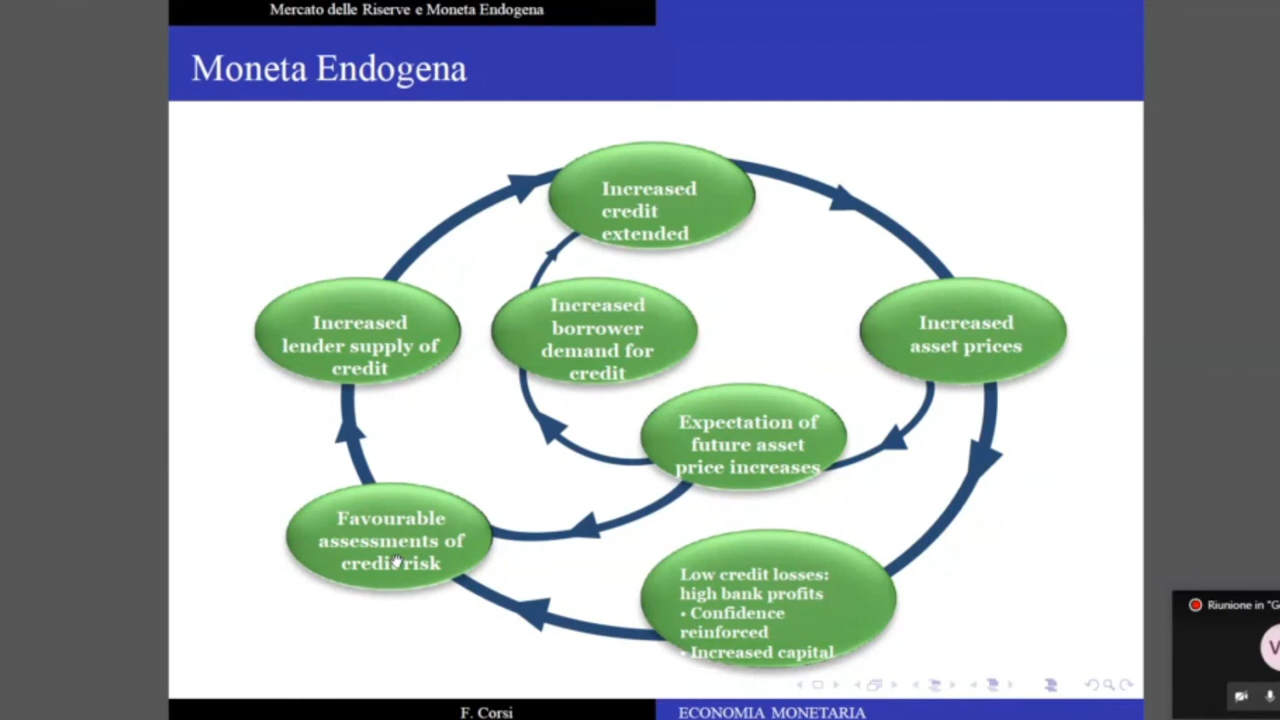 Mercato delle Riserve e Moneta Endogena
Moneta Endogena
Increased
credit
extended
Increased
lender supply of
credit
Increased
borrower
demand for
credit
Increased
asset prices
Expectation of
future asset
price increases
Favourable
assessments of
credit risk
Low credit losses:
high bank profits
• Confidence
reinforced
• Increased capital
F. Corsi
ECONOMIA MONETARIA
Riunione in "G
V